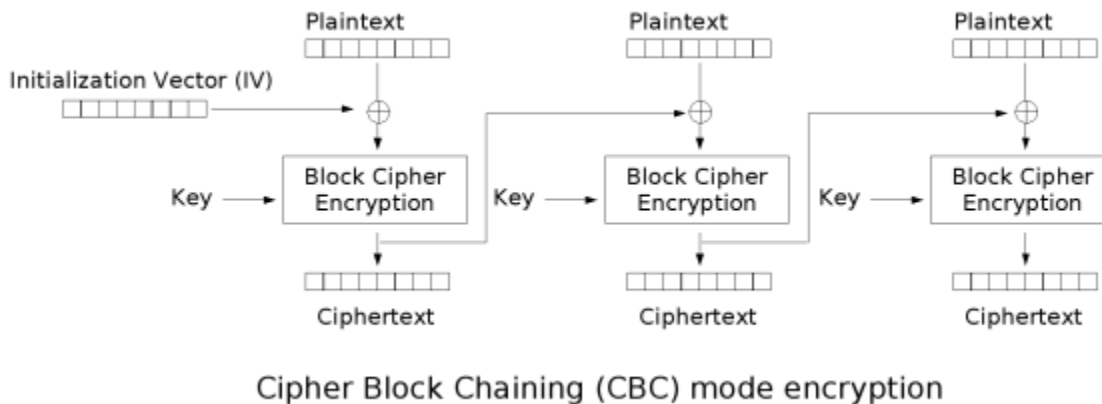 Plaintext
Plaintext
Plaintext
Initialization Vector (IV)
Block Cipher
Encryption
Block Cipher
Encryption
Block Cipher
Encryption
Key
Key
Key
Ciphertext
Ciphertext
Ciphertext
Cipher Block Chaining (CBC) mode encryption